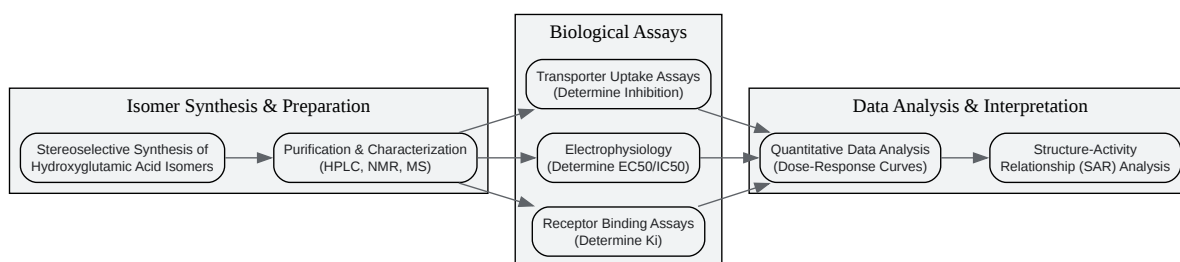 Isomer Synthesis & Preparation
Stereoselective Synthesis of
Hydroxyglutamic Acid Isomers
Purification & Characterization
(HPLC, NMR, MS)
Biological Assays
Transporter Uptake Assays
(Determine Inhibition)
Electrophysiology
(Determine EC50/IC50)
Receptor Binding Assays
(Determine Ki)
Data Analysis & Interpretation
Quantitative Data Analysis
(Dose-Response Curves)
Structure-Activity
Relationship (SAR) Analysis